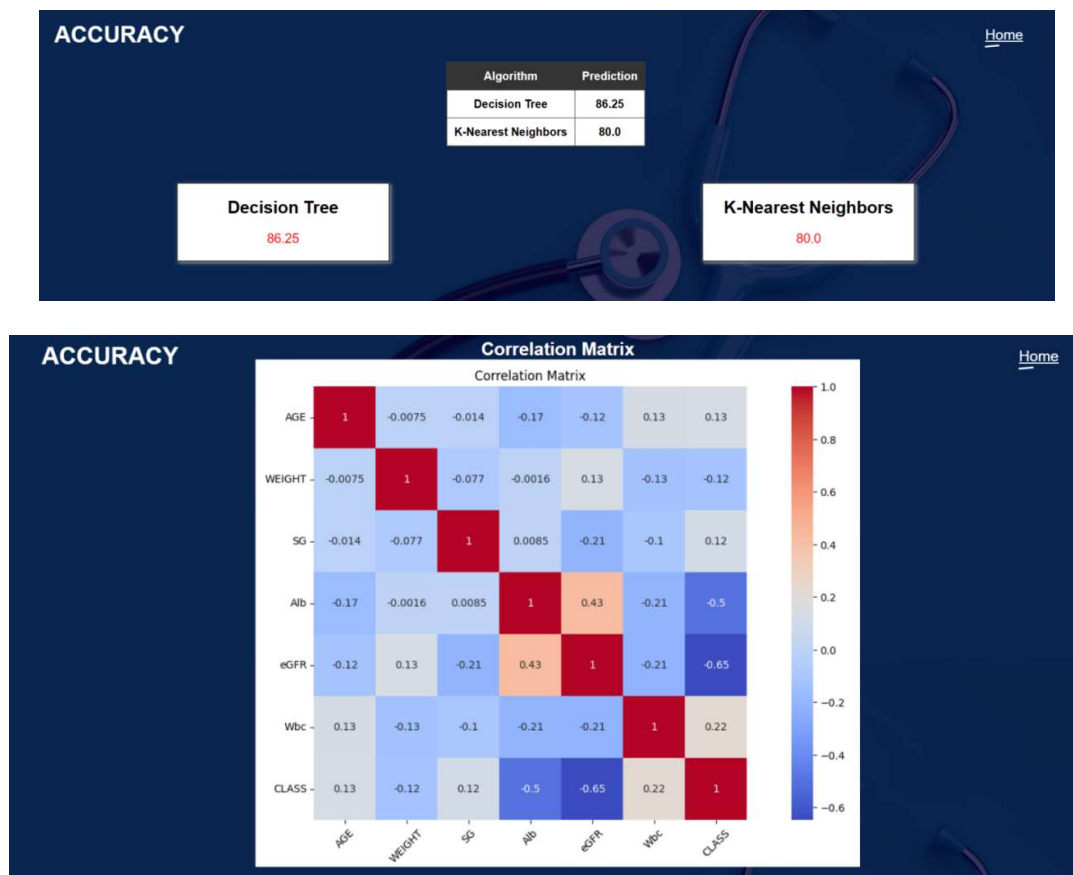 ACCURACY
Home
Algorithm Prediction
Decision Tree 86.25
K-Nearest Neighbors 80.0
Decision Tree
86.25
K-Nearest Neighbors
80.0
ACCURACY
Correlation Matrix
Home
Correlation Matrix
AGE 1 -0.0075 -0.014 -0.17 -0.12 0.13 0.13
WEIGHT -0.0075 1 -0.077 -0.0016 0.13 -0.13 -0.12
SG -0.014 -0.077 1 0.0085 -0.21 -0.1 0.12
Alb -0.17 -0.0016 0.0085 1 0.43 -0.21 -0.5
eGFR -0.12 0.13 -0.21 0.43 1 -0.21 -0.65
Wbc 0.13 -0.13 -0.1 -0.21 -0.21 1 0.22
CLASS 0.13 -0.12 0.12 -0.5 -0.65 0.22 1
AGE WEIGHT SG Alb eGFR Wbc CLASS
1.0
0.8
0.6
0.4
0.2
0.0
−0.2
−0.4
−0.6